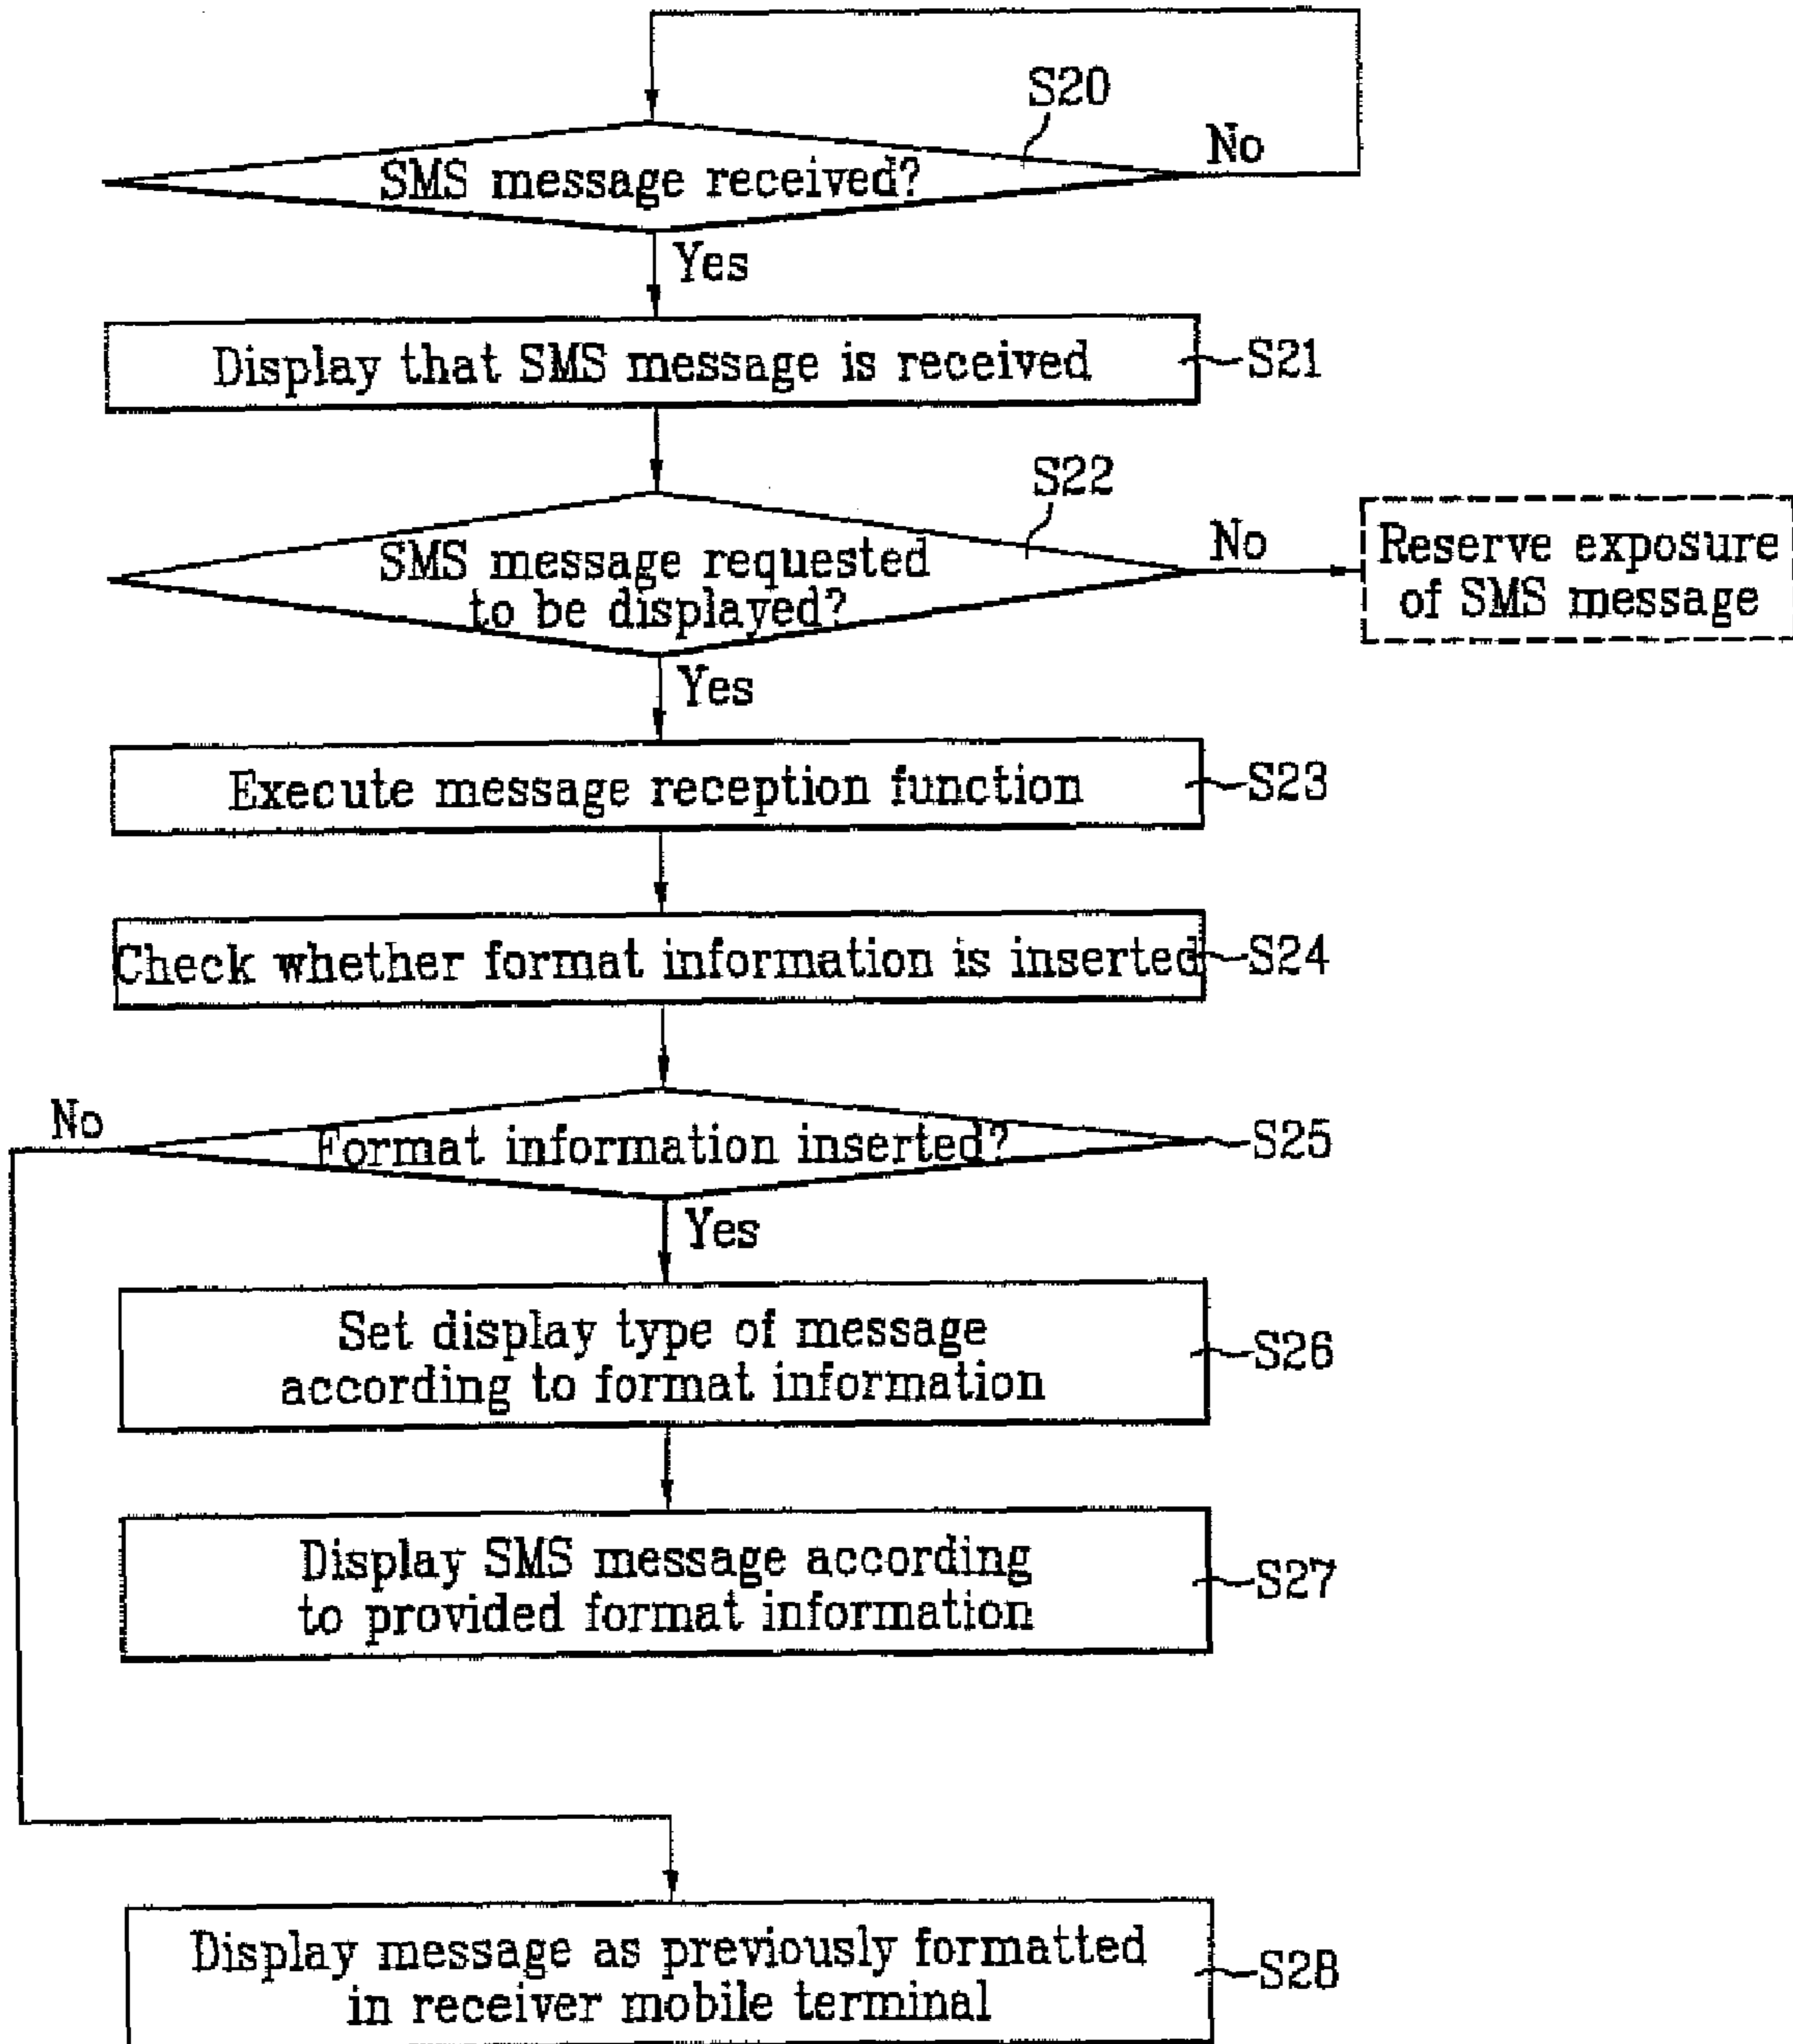 S20
No
SMS message received?
Yes
Display that SMS message is received
S21
S22
No
SMS message requested
to be displayed?
Reserve exposure
of SMS message
Yes
Execute message reception function
S23
Check whether format information is inserted
S24
No
Format information inserted?
S25
Yes
Set display type of message
according to format information
S26
Display SMS message according
to provided format information
S27
Display message as previously formatted
in receiver mobile terminal
S28